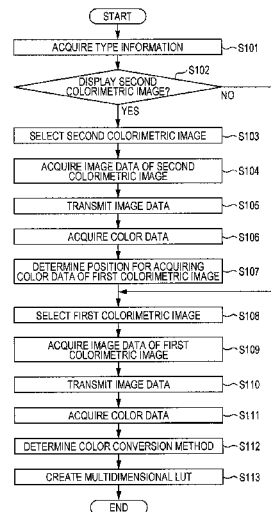 START
ACQUIRE TYPE INFORMATION
S101
S102
DISPLAY SECOND
COLORIMETRIC IMAGE?
NO
YES
SELECT SECOND COLORIMETRIC IMAGE
S103
ACQUIRE IMAGE DATA OF SECOND
COLORIMETRIC IMAGE
S104
TRANSMIT IMAGE DATA
S105
ACQUIRE COLOR DATA
S106
DETERMINE POSITION FOR ACQUIRING
COLOR DATA OF FIRST COLORIMETRIC IMAGE
S107
SELECT FIRST COLORIMETRIC IMAGE
S108
ACQUIRE IMAGE DATA OF FIRST
COLORIMETRIC IMAGE
S109
TRANSMIT IMAGE DATA
S110
ACQUIRE COLOR DATA
S111
DETERMINE COLOR CONVERSION METHOD
S112
CREATE MULTIDIMENSIONAL LUT
S113
END